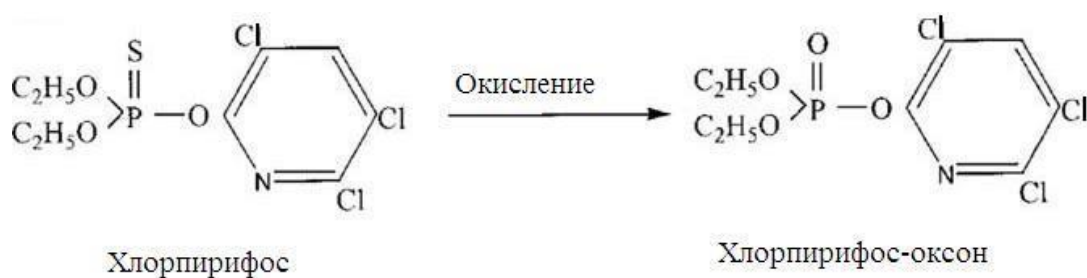 S
C₂H₅O
C₂H₅O
P
O
Cl
Cl
Cl
N
Окисление
O
C₂H₅O
C₂H₅O
P
O
Cl
Cl
Cl
N
Хлорпирифос
Хлорпирифос-оксон